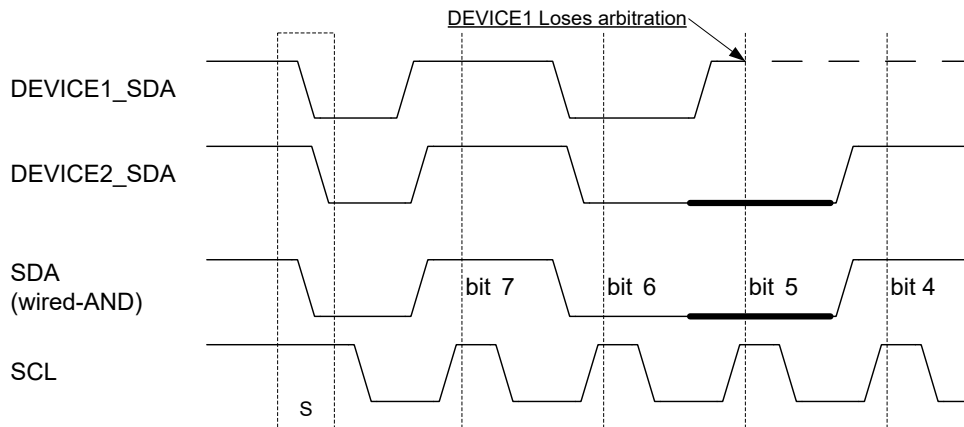 DEVICE1 Loses arbitration
DEVICE1_SDA
DEVICE2_SDA
SDA
(wired-AND)
bit 7
bit 6
bit 5
bit 4
SCL
S